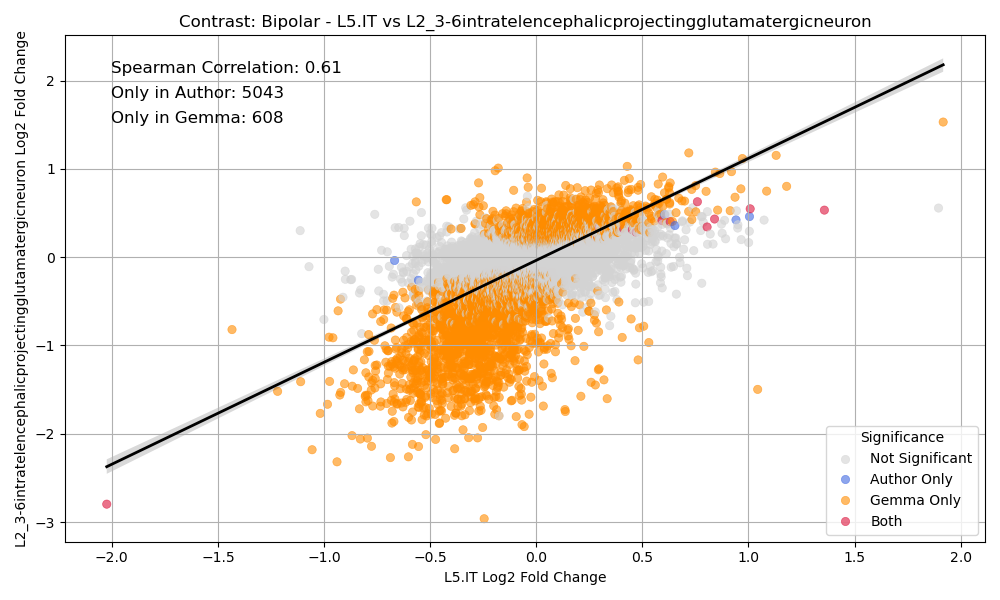 Contrast: Bipolar - L5.IT vs L2_3-6intratelencephalicprojectingglutamatergicneuron
Spearman Correlation: 0.61
Only in Author: 5043
Only in Gemma: 608
L2_3-6intratelencephalicprojectingglutamatergicneuron Log2 Fold Change
2
1
0
−1
−2
−3
Significance
Not Significant
Author Only
Gemma Only
Both
−2.0 −1.5 −1.0 −0.5 0.0 0.5 1.0 1.5 2.0
L5.IT Log2 Fold Change